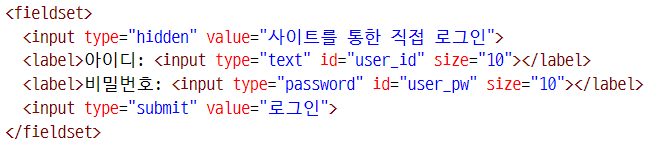 <fieldset>
<input type="hidden" value="사이트를 통한 직접 로그인">
<label>아이디: <input type="text" id="user_id" size="10"></label>
<label>비밀번호: <input type="password" id="user_pw" size="10"></label>
<input type="submit" value="로그인">
</fieldset>